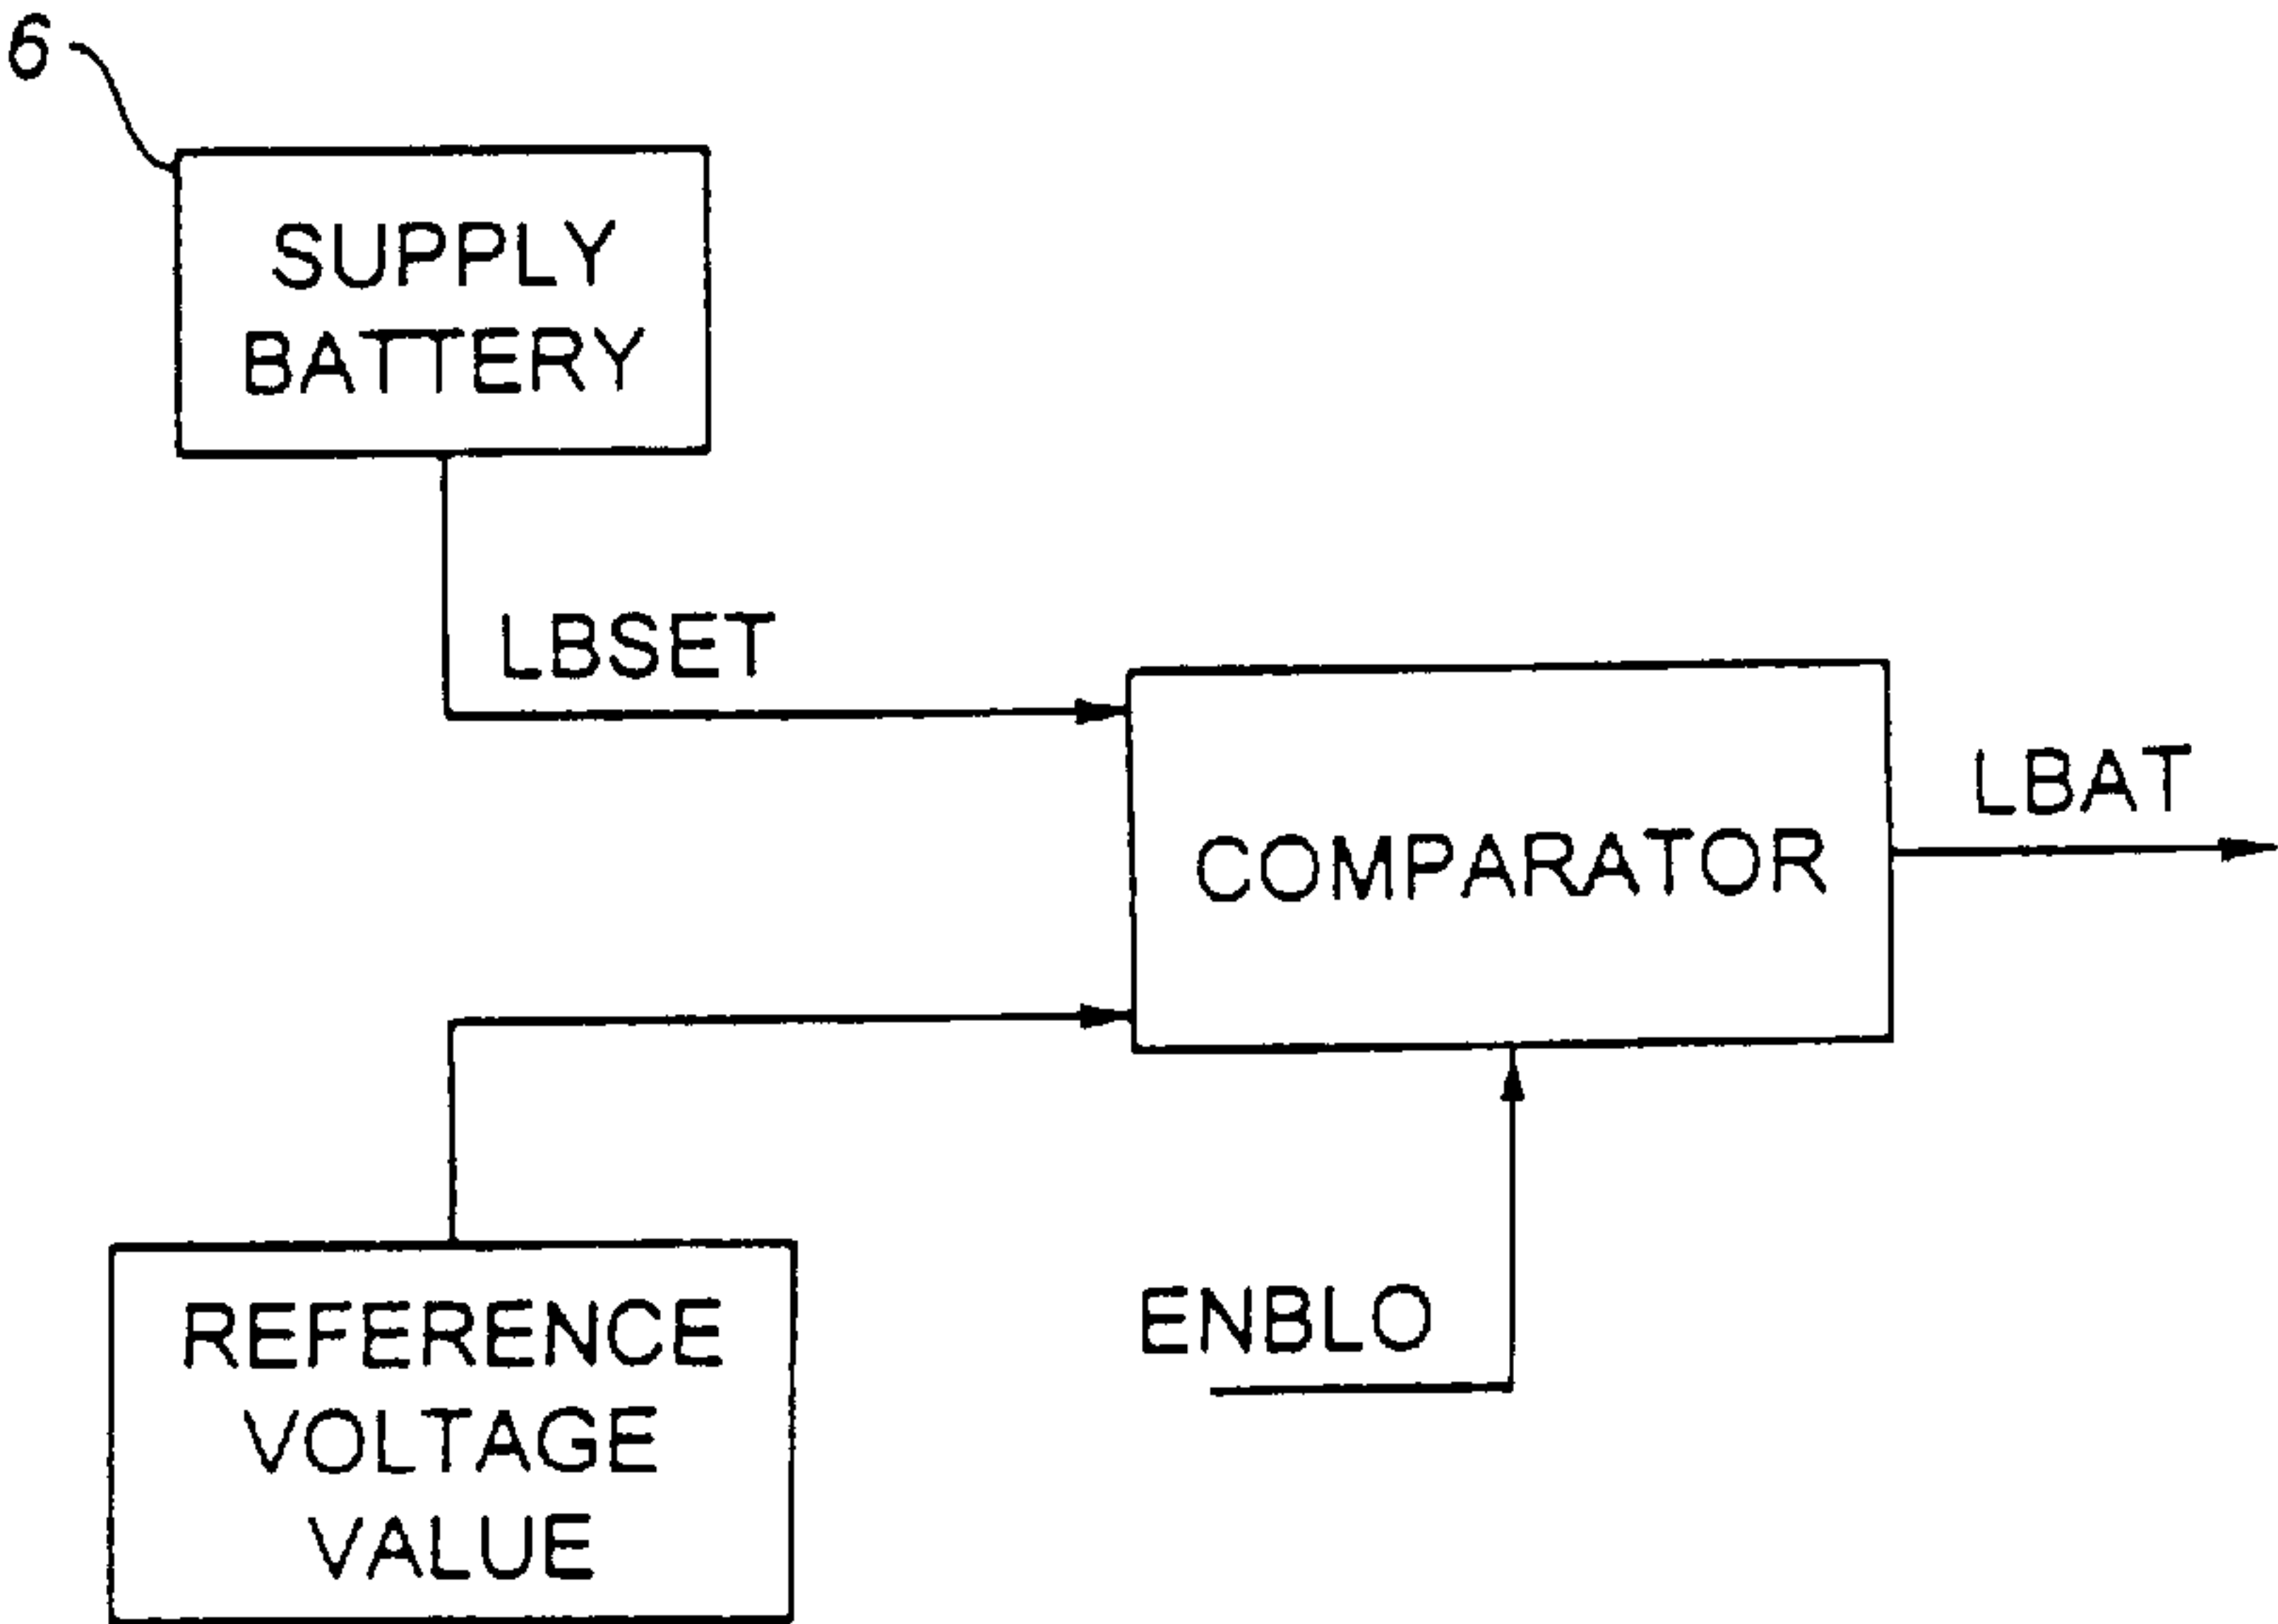 6
SUPPLY
BATTERY
LBSET
LBAT
COMPARATOR
ENBLO
REFERENCE
VOLTAGE
VALUE